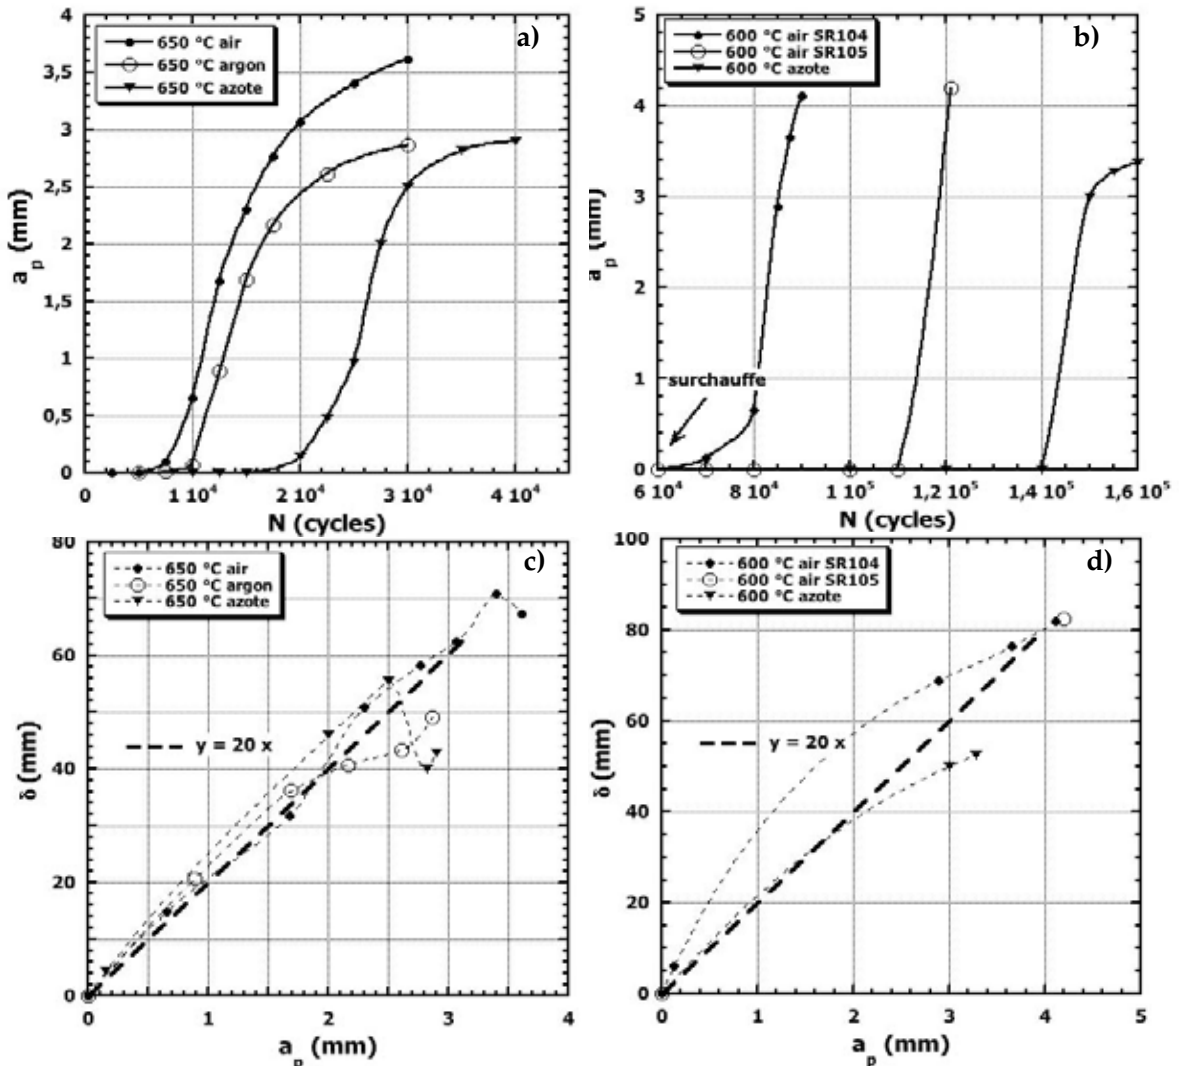 a)
4
3,5
3
2,5
2
1,5
1
0,5
0
a_p (mm)
650 °C air
650 °C argon
650 °C azote
0
1 10⁴
2 10⁴
3 10⁴
4 10⁴
N (cycles)
b)
5
4
3
2
1
0
a_p (mm)
600 °C air SR104
600 °C air SR105
600 °C azote
surchauffe
6 10⁴
8 10⁴
1 10⁵
1,2 10⁵
1,4 10⁵
1,6 10⁵
N (cycles)
c)
80
60
40
20
0
δ (mm)
650 °C air
650 °C argon
650 °C azote
y = 20 x
0
1
2
3
4
a_p (mm)
d)
100
80
60
40
20
0
δ (mm)
600 °C air SR104
600 °C air SR105
600 °C azote
y = 20 x
0
1
2
3
4
5
a_p (mm)